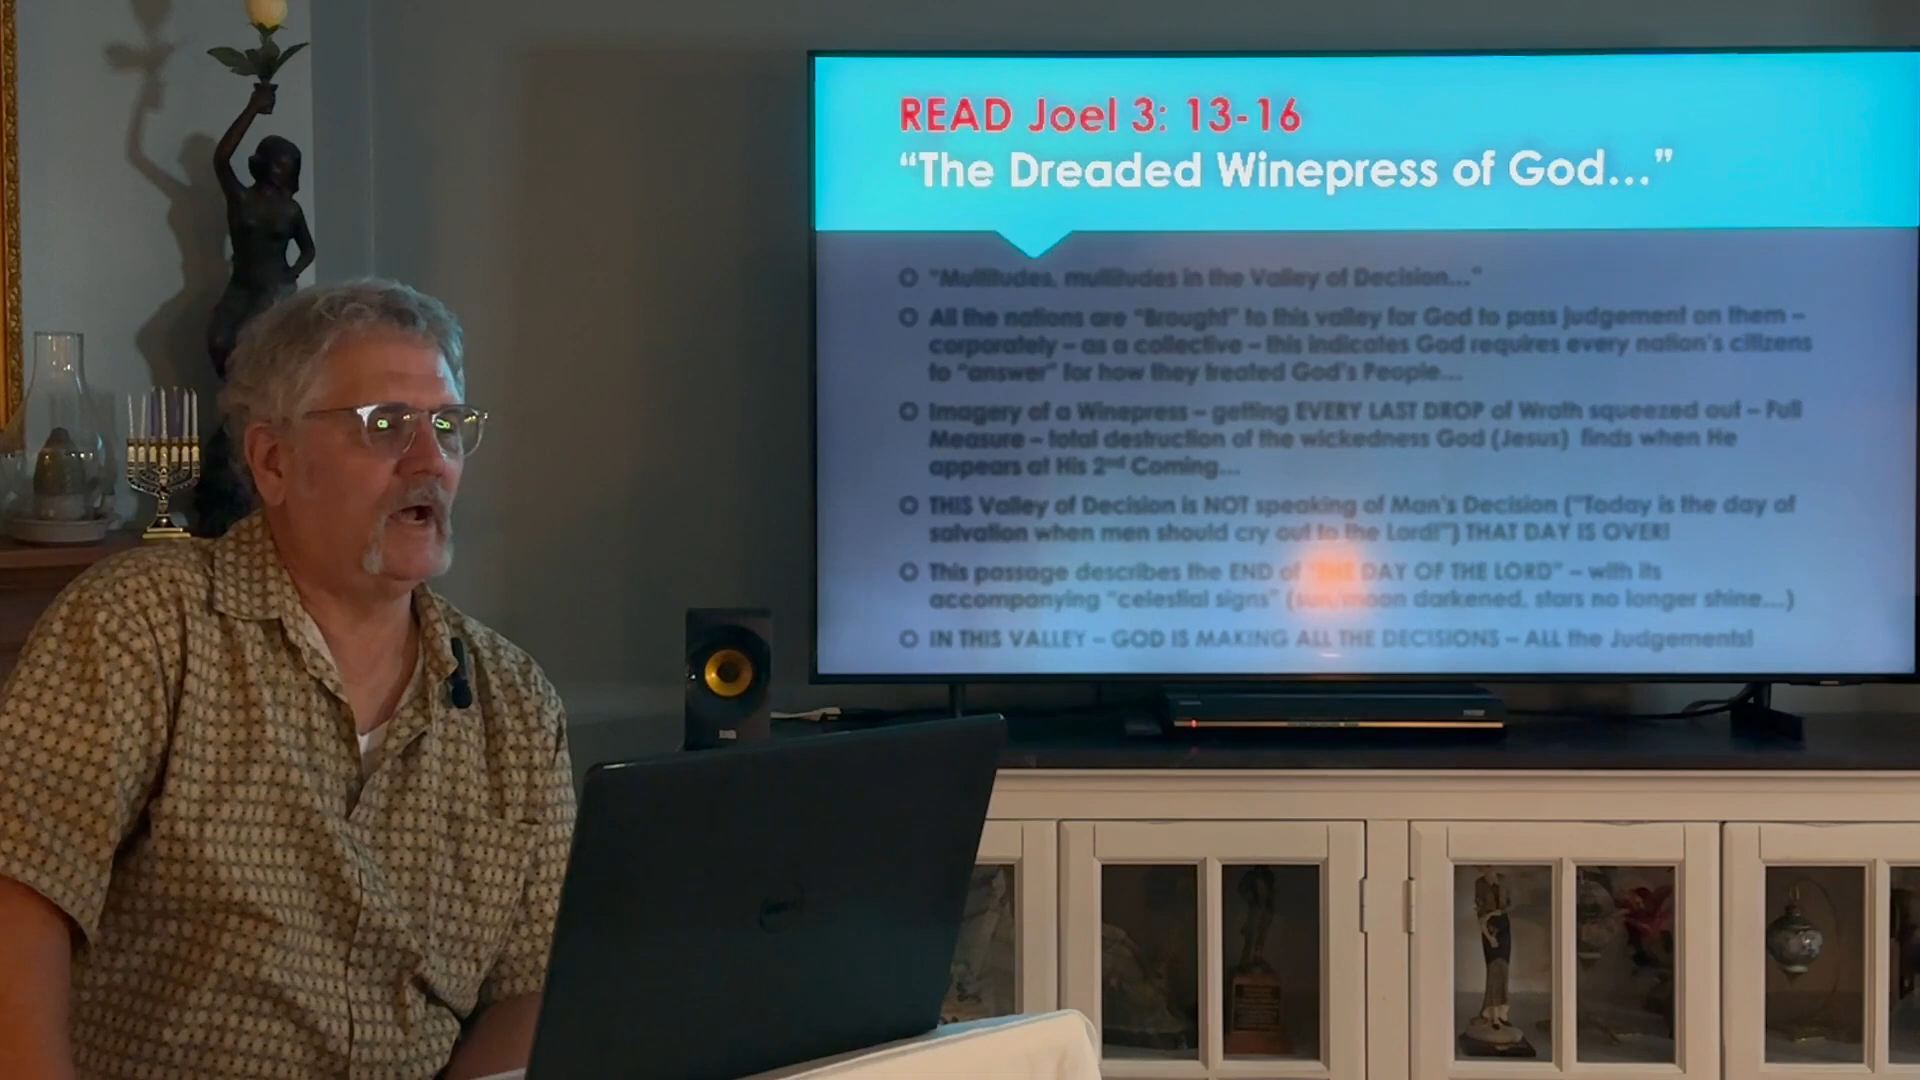 READ Joel 3: 13-16
“The Dreaded Winepress of God...”
“Multitudes, multitudes in the Valley of Decision...”
All the nations are “Brought” to this valley for God to pass judgement on them –
corporately – as a collective – this indicates God requires every nation's citizens
to “answer” for how they treated God's People...
Imagery of a Winepress – getting EVERY LAST DROP of Wrath squeezed out – Full
Measure – total destruction of the wickedness God (Jesus) finds when He
appears at His 2nd Coming...
THIS Valley of Decision is NOT speaking of Man's Decision (“Today is the day of
salvation when men should cry out to the Lord!”) THAT DAY IS OVER!
This passage describes the END of “THE DAY OF THE LORD” – with its
accompanying “celestial signs” (sun/moon darkened, stars no longer shine...)
IN THIS VALLEY – GOD IS MAKING ALL THE DECISIONS – ALL the Judgements!